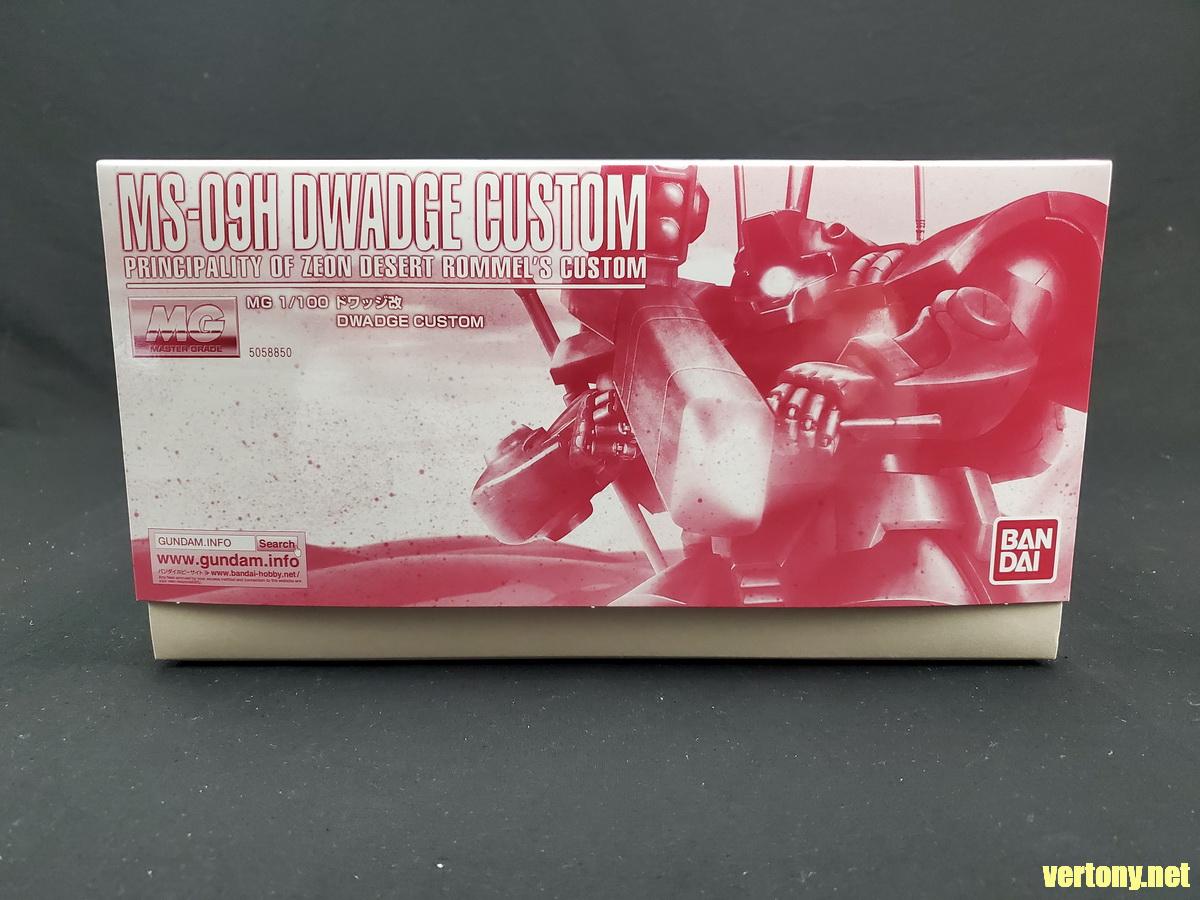 MS-09H DWADGE CUSTOM
PRINCIPALITY OF ZEON DESERT ROMMEL'S CUSTOM
MG
MASTER GRADE
MG 1/100 ドワッジ改
DWADGE CUSTOM
5058850
GUNDAM.INFO Search
www.gundam.info
バンダイホビーサイト www.bandai-hobby.net/
BAN
DAI
vertony.net